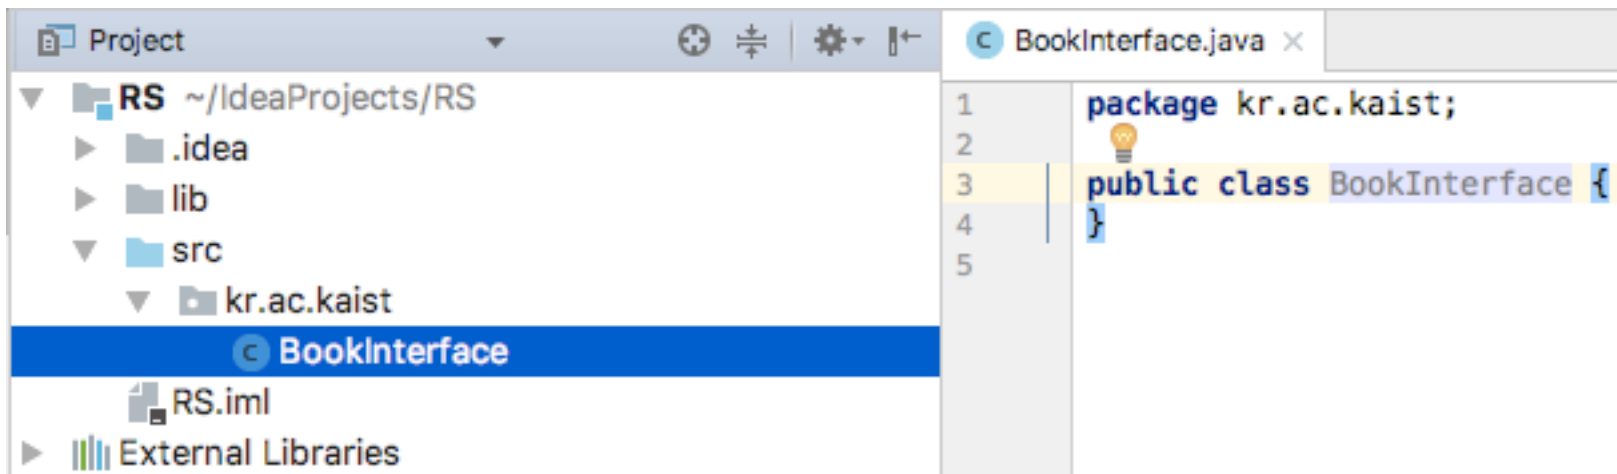 Project
RS ~/IdeaProjects/RS
.idea
lib
src
kr.ac.kaist
C BookInterface
RS.iml
External Libraries
C BookInterface.java
1 package kr.ac.kaist;
2
3 public class BookInterface {
4 }
5